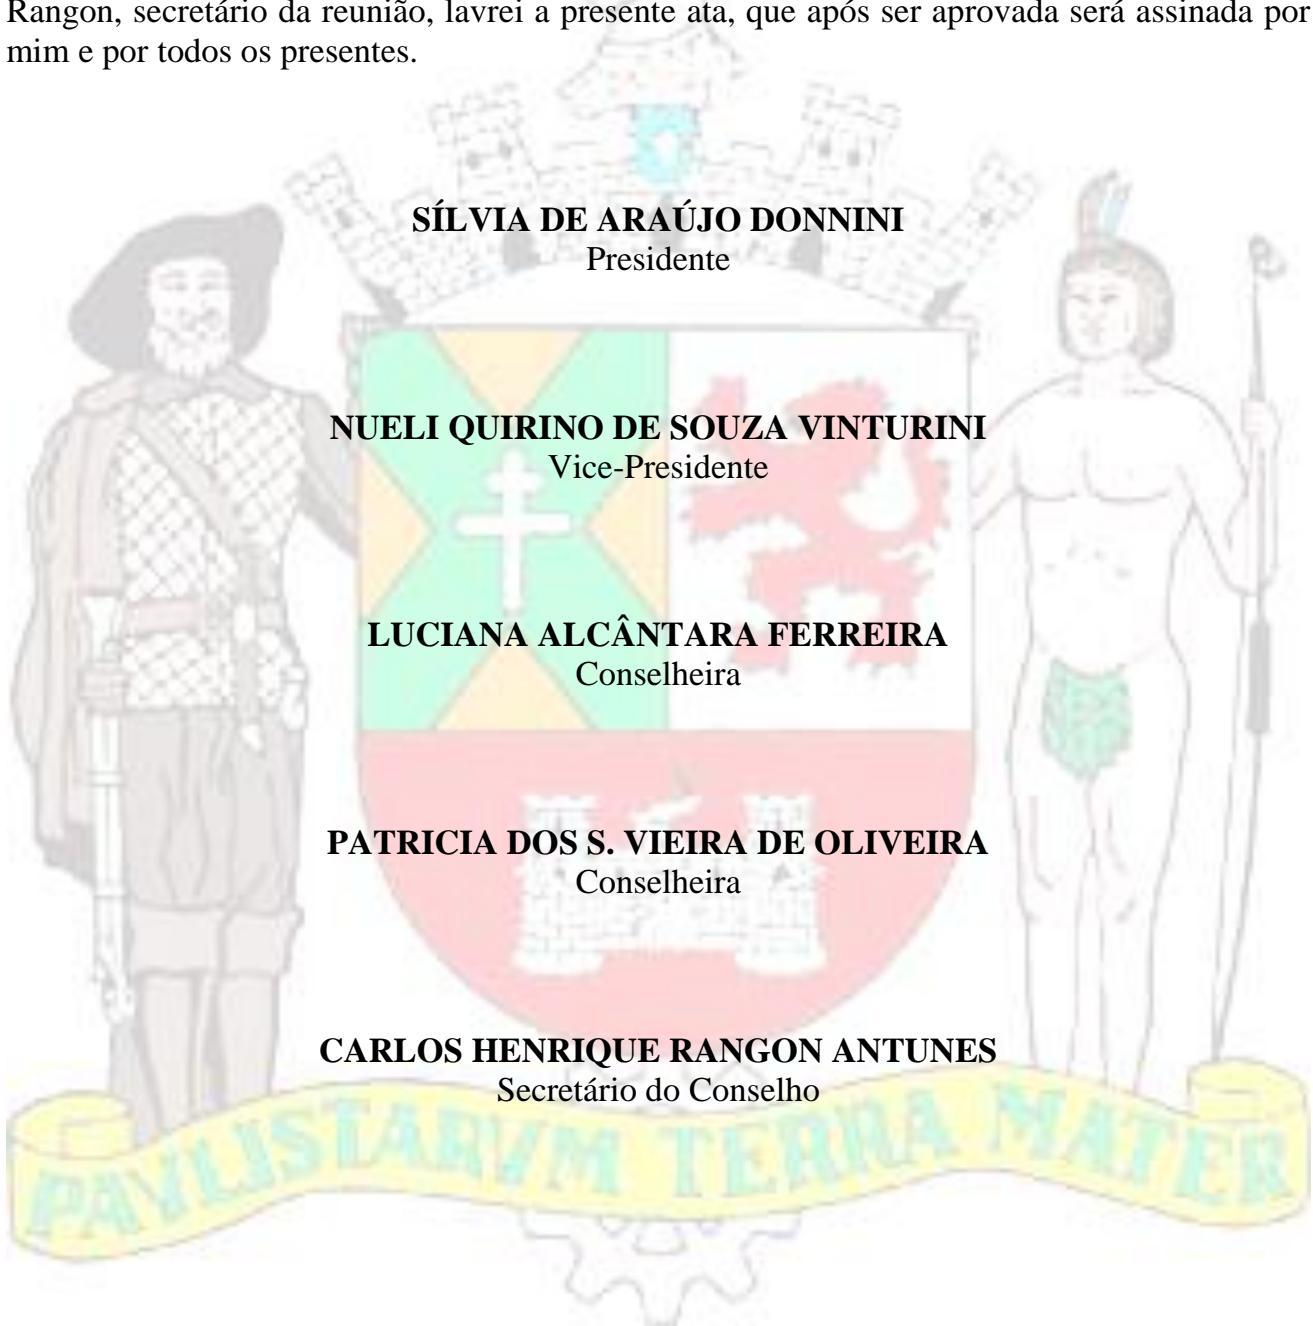 Rangon, secretário da reunião, lavrei a presente ata, que após ser aprovada será assinada por
mim e por todos os presentes.
SÍLVIA DE ARAÚJO DONNINI
Presidente
NUELI QUIRINO DE SOUZA VINTURINI
Vice-Presidente
LUCIANA ALCÂNTARA FERREIRA
Conselheira
PATRICIA DOS S. VIEIRA DE OLIVEIRA
Conselheira
CARLOS HENRIQUE RANGON ANTUNES
Secretário do Conselho
PAVLISTARVM TERRA MATER